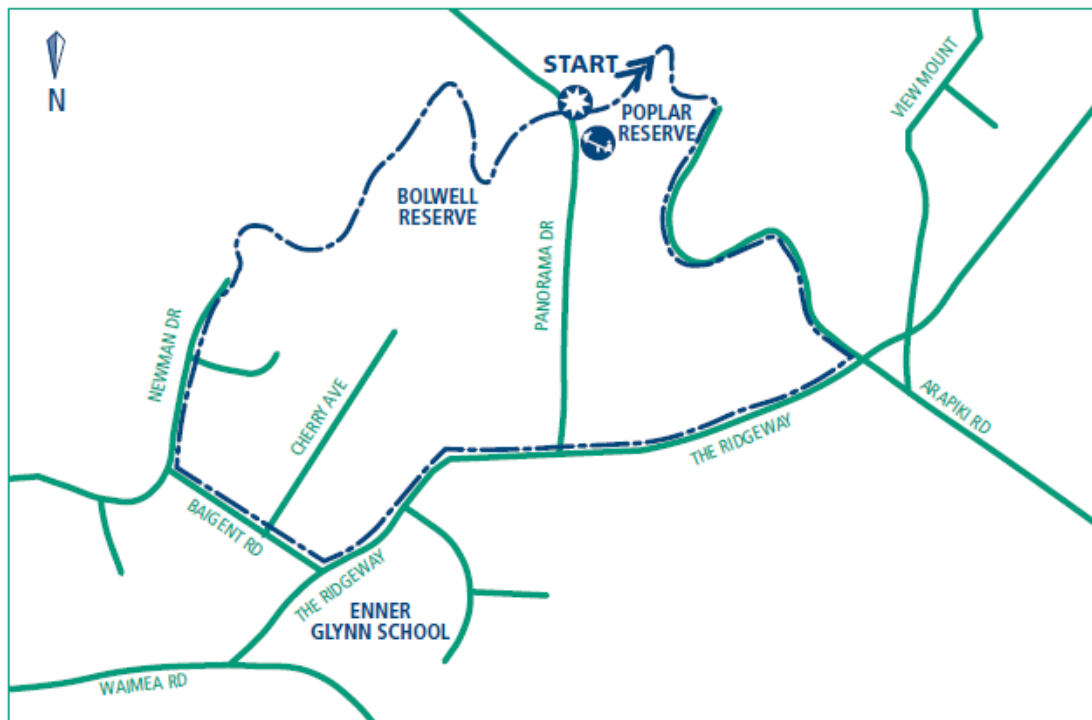 N
START
POPLAR
RESERVE
VIEW MOUNT
BOLWELL
RESERVE
PANORAMA DR
NEWMAN DR
CHERRY AVE
ARAPIKI RD
THE RIDGEWAY
BAIGENT RD
THE RIDGEWAY
ENNER
GLYNN SCHOOL
WAIMEA RD